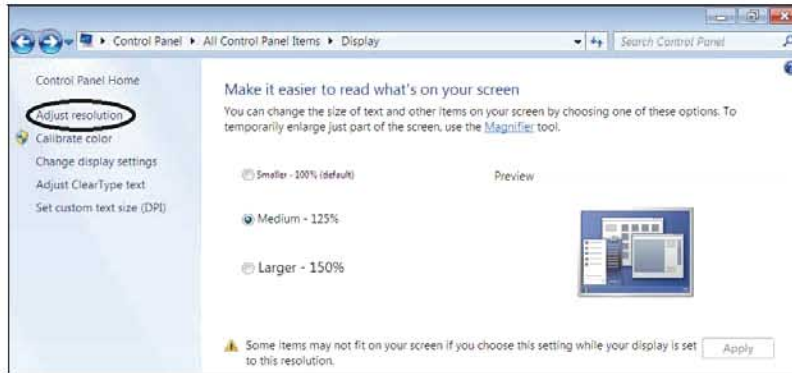 Control Panel ▸ All Control Panel Items ▸ Display
Search Control Panel
Control Panel Home
Adjust resolution
Calibrate color
Change display settings
Adjust ClearType text
Set custom text size (DPI)
Make it easier to read what's on your screen
You can change the size of text and other items on your screen by choosing one of these options. To
temporarily enlarge just part of the screen, use the Magnifier tool.
Smaller - 100% (default)
Preview
Medium - 125%
Larger - 150%
Some items may not fit on your screen if you choose this setting while your display is set
to this resolution.
Apply